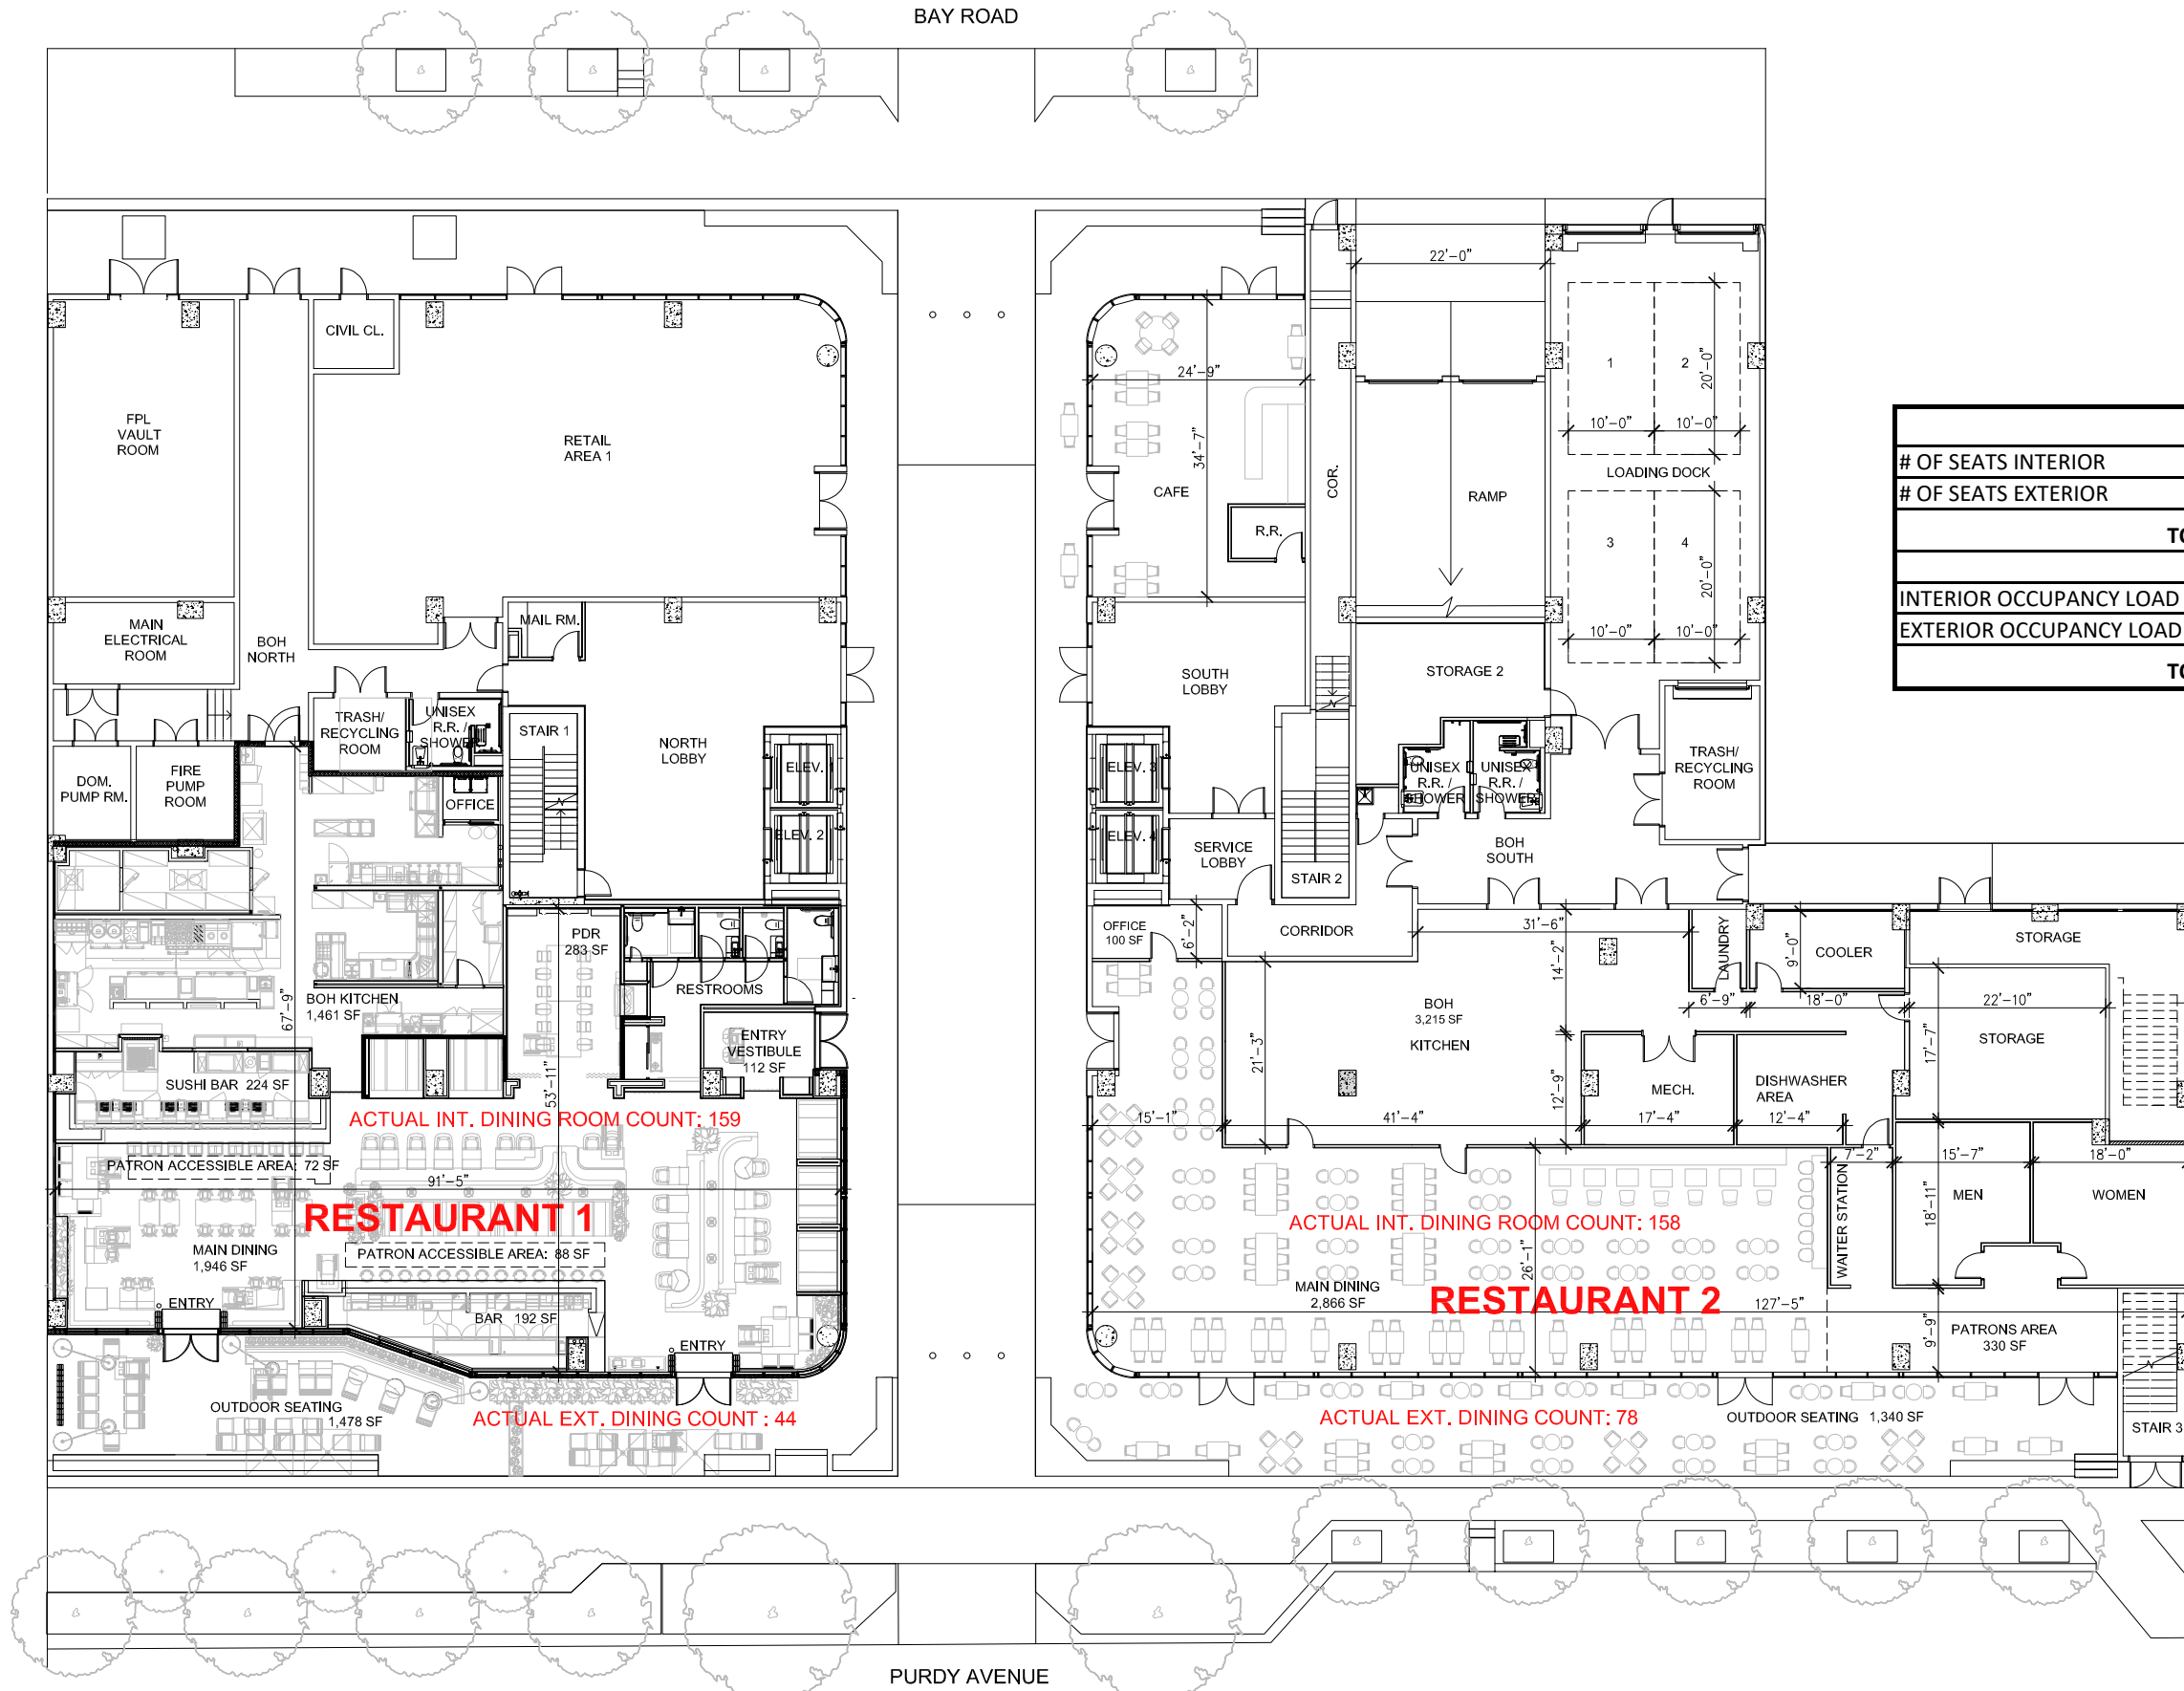 BAY ROAD
22'-0"
CIVIL CL.
FPL
VAULT
ROOM
RETAIL
AREA 1
24'-9"
34'-7"
CAFE
R.R.
COR.
RAMP
1
2
20'-0"
10'-0"
10'-0"
LOADING DOCK
3
4
20'-0"
10'-0"
10'-0"
# OF SEATS INTERIOR
# OF SEATS EXTERIOR
INTERIOR OCCUPANCY LOAD
EXTERIOR OCCUPANCY LOAD
MAIN
ELECTRICAL
ROOM
BOH
NORTH
MAIL RM.
SOUTH
LOBBY
STORAGE 2
TRASH/
RECYCLING
ROOM
UNISEX
R.R. /
SHOWER
STAIR 1
NORTH
LOBBY
ELEV. 1
ELEV. 2
ELEV. 3
ELEV. 4
DOM.
PUMP RM.
FIRE
PUMP
ROOM
OFFICE
UNISEX
R.R. /
SHOWER
UNISEX
R.R. /
SHOWER
TRASH/
RECYCLING
ROOM
SERVICE
LOBBY
STAIR 2
BOH
SOUTH
PDR
283 SF
RESTROOMS
OFFICE
100 SF
6'-2"
CORRIDOR
31'-6"
14'-2"
LAUNDRY
9'-0"
COOLER
STORAGE
BOH KITCHEN
1,461 SF
67'-9"
ENTRY
VESTIBULE
112 SF
BOH
3,215 SF
KITCHEN
21'-3"
6'-9"
18'-0"
22'-10"
17'-7"
STORAGE
SUSHI BAR 224 SF
53'-11"
12'-9"
MECH.
DISHWASHER
AREA
ACTUAL INT. DINING ROOM COUNT: 159
15'-1"
41'-4"
17'-4"
12'-4"
PATRON ACCESSIBLE AREA: 72 SF
91'-5"
7'-2"
15'-7"
18'-0"
RESTAURANT 1
ACTUAL INT. DINING ROOM COUNT: 158
WAITER STATION
18'-11"
MEN
WOMEN
MAIN DINING
1,946 SF
PATRON ACCESSIBLE AREA: 88 SF
26'-1"
MAIN DINING
2,866 SF
RESTAURANT 2
127'-5"
ENTRY
BAR 192 SF
ENTRY
9'-9"
PATRONS AREA
330 SF
OUTDOOR SEATING
1,478 SF
ACTUAL EXT. DINING COUNT : 44
ACTUAL EXT. DINING COUNT: 78
OUTDOOR SEATING 1,340 SF
STAIR 3
PURDY AVENUE